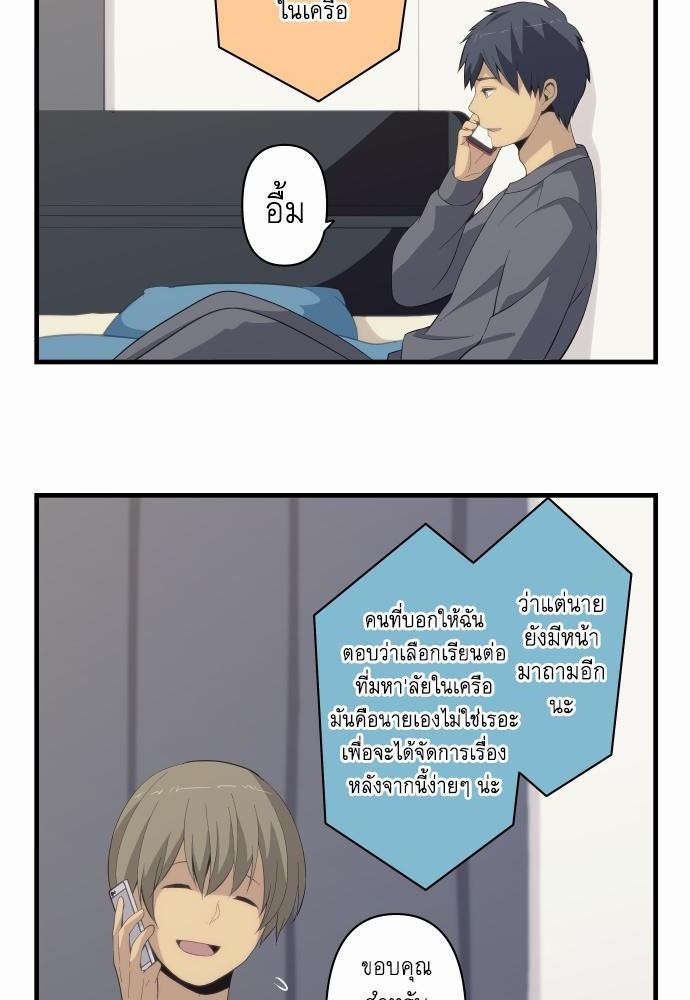 ในเครือ
อื้ม
ว่าแต่นาย
ยังมีหน้า
มาถามอีก
นะ
คนที่บอกให้ฉัน
ตอบว่าเลือกเรียนต่อ
ที่มหา'ลัยในเครือ
มันคือนายเองไม่ใช่เรอะ
เพื่อจะได้จัดการเรื่อง
หลังจากนี้ง่ายๆ น่ะ
ขอบคุณ
สำหรับ